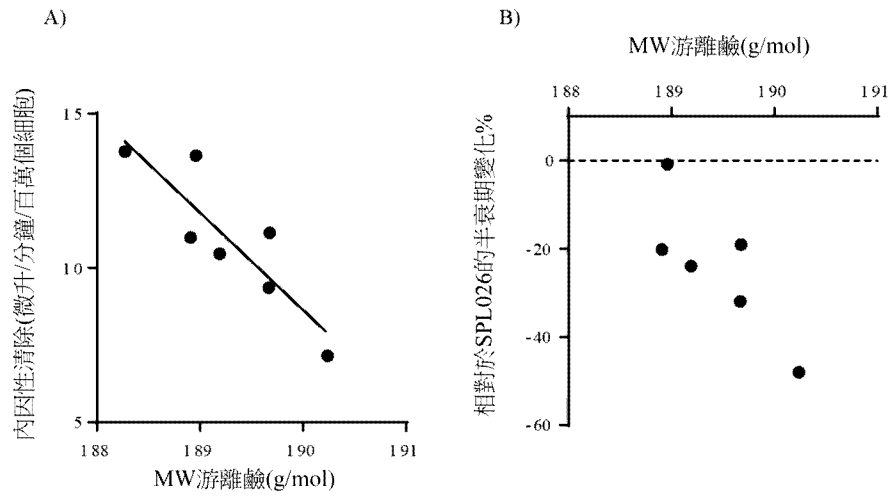 A)
內因性清除(微升/分鐘/百萬個細胞)
15
10
5
188
189
190
191
MW游離鹼(g/mol)
B)
MW游離鹼(g/mol)
188
189
190
191
相對於SPL026的半衰期變化%
0
-20
-40
-60